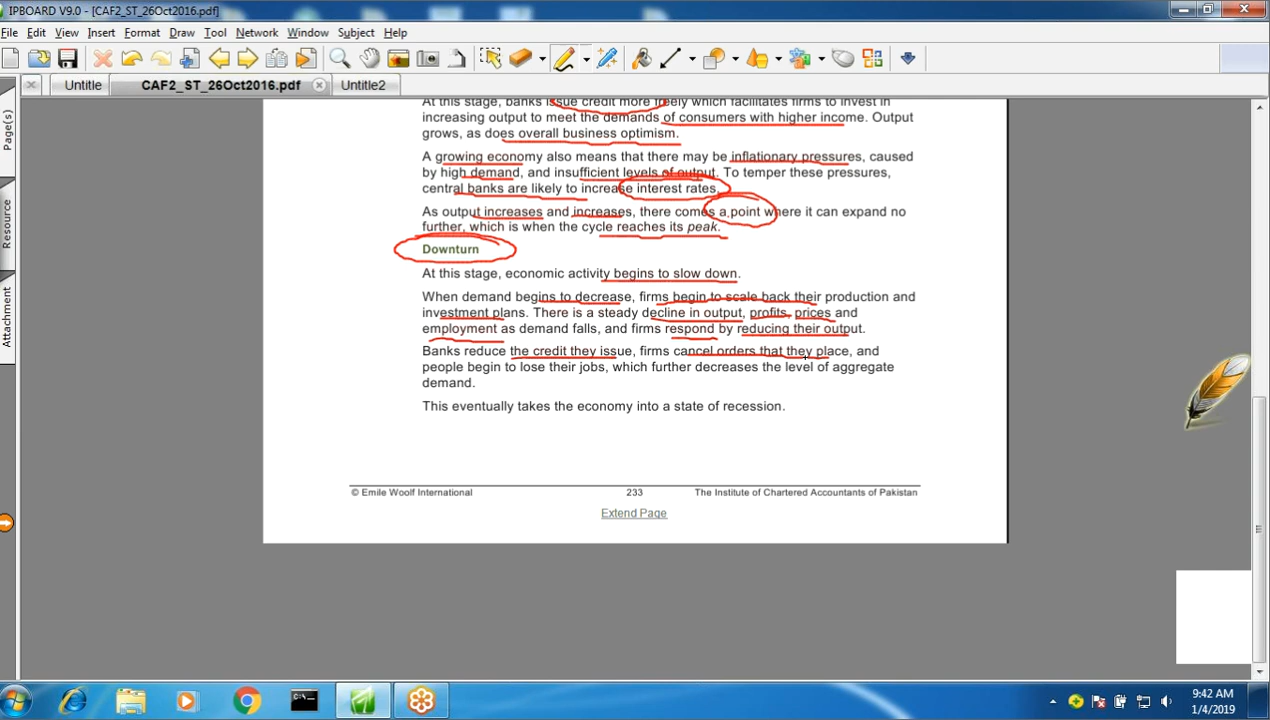 IPBOARD V9.0 - [CAF2_ST_26Oct2016.pdf]
File Edit View Insert Format Draw Tool Network Window Subject Help
Untitle CAF2_ST_26Oct2016.pdf Untitle2
Page(s)
Resource
Attachment
At this stage, banks issue credit more freely which facilitates firms to invest in
increasing output to meet the demands of consumers with higher income. Output
grows, as does overall business optimism.
A growing economy also means that there may be inflationary pressures, caused
by high demand, and insufficient levels of output. To temper these pressures,
central banks are likely to increase interest rates.
As output increases and increases, there comes a point where it can expand no
further, which is when the cycle reaches its peak.
Downturn
At this stage, economic activity begins to slow down.
When demand begins to decrease, firms begin to scale back their production and
investment plans. There is a steady decline in output, profits, prices and
employment as demand falls, and firms respond by reducing their output.
Banks reduce the credit they issue, firms cancel orders that they place, and
people begin to lose their jobs, which further decreases the level of aggregate
demand.
This eventually takes the economy into a state of recession.
© Emile Woolf International 233 The Institute of Chartered Accountants of Pakistan
Extend Page
9:42 AM
1/4/2019